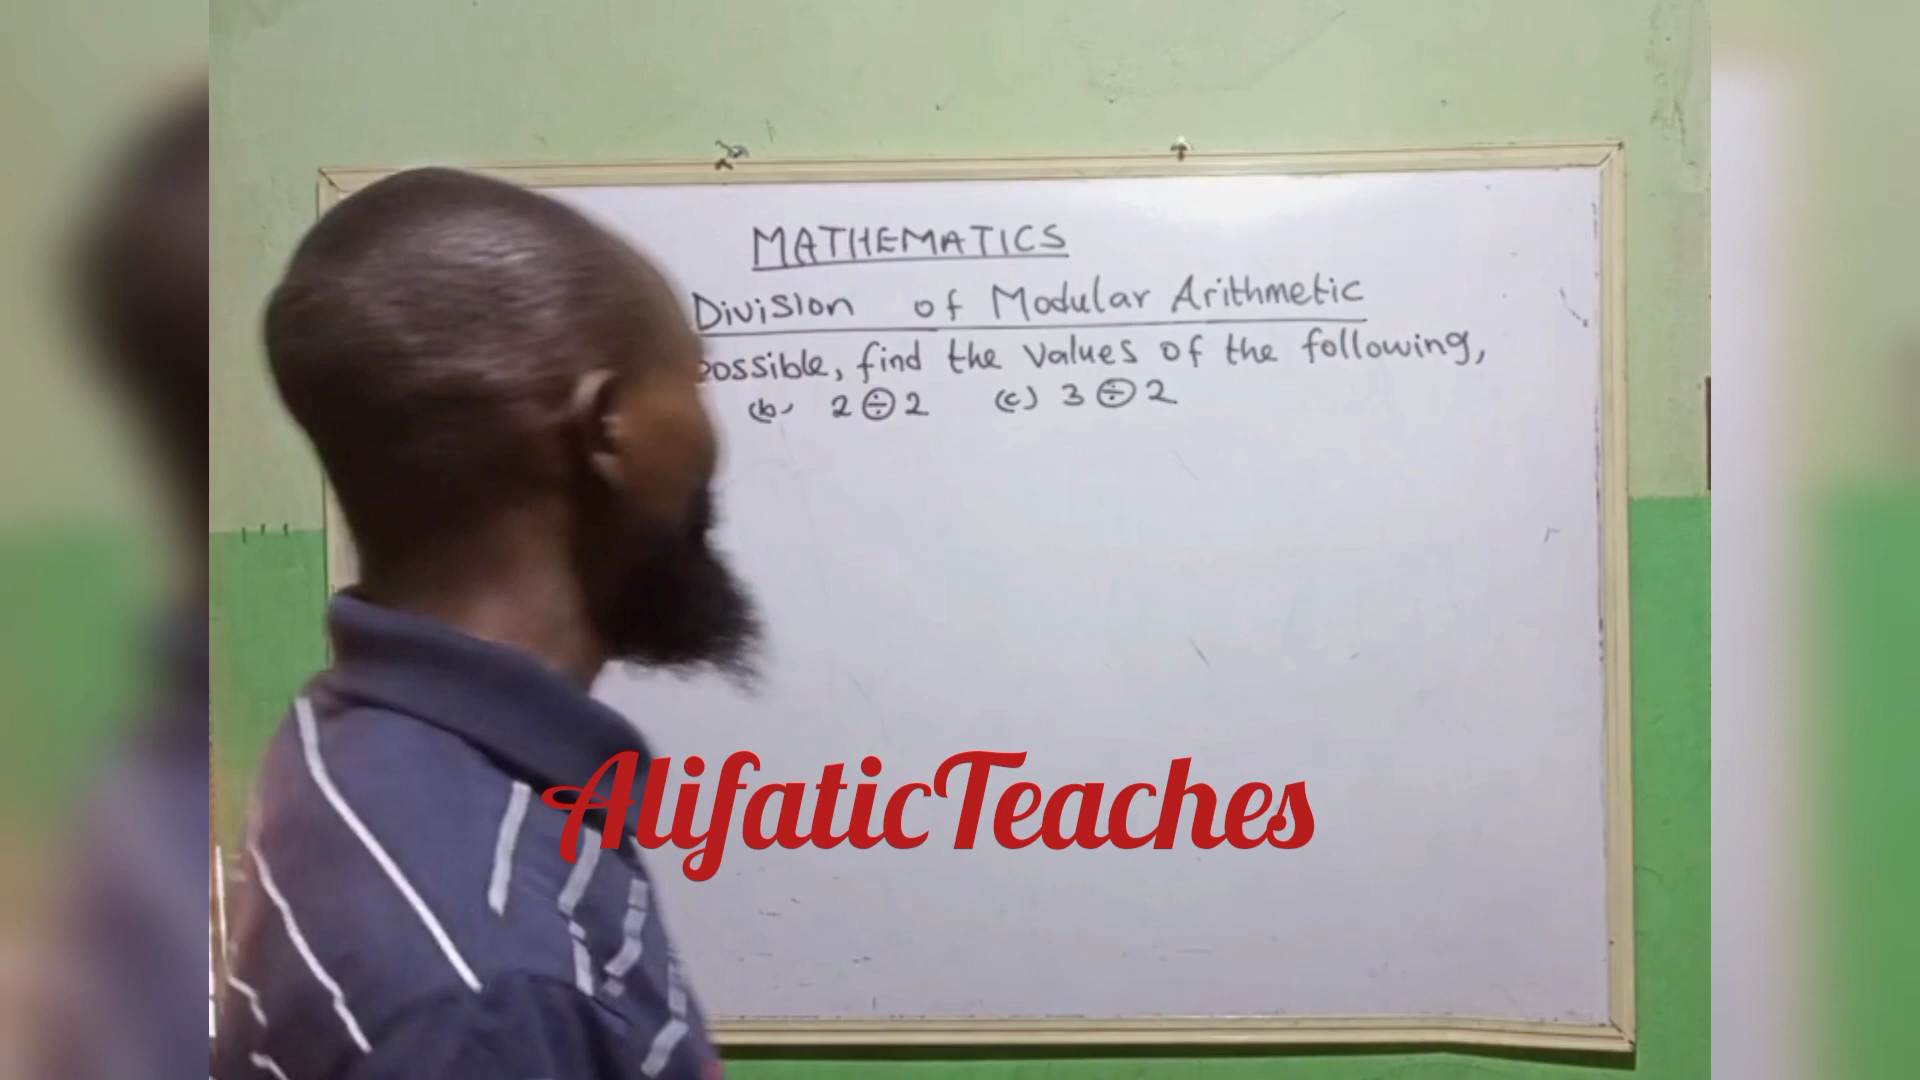 MATHEMATICS
Division of Modular Arithmetic
possible, find the values of the following,
(b) 2 ÷ 2 (c) 3 ÷ 2
AlifaticTeaches